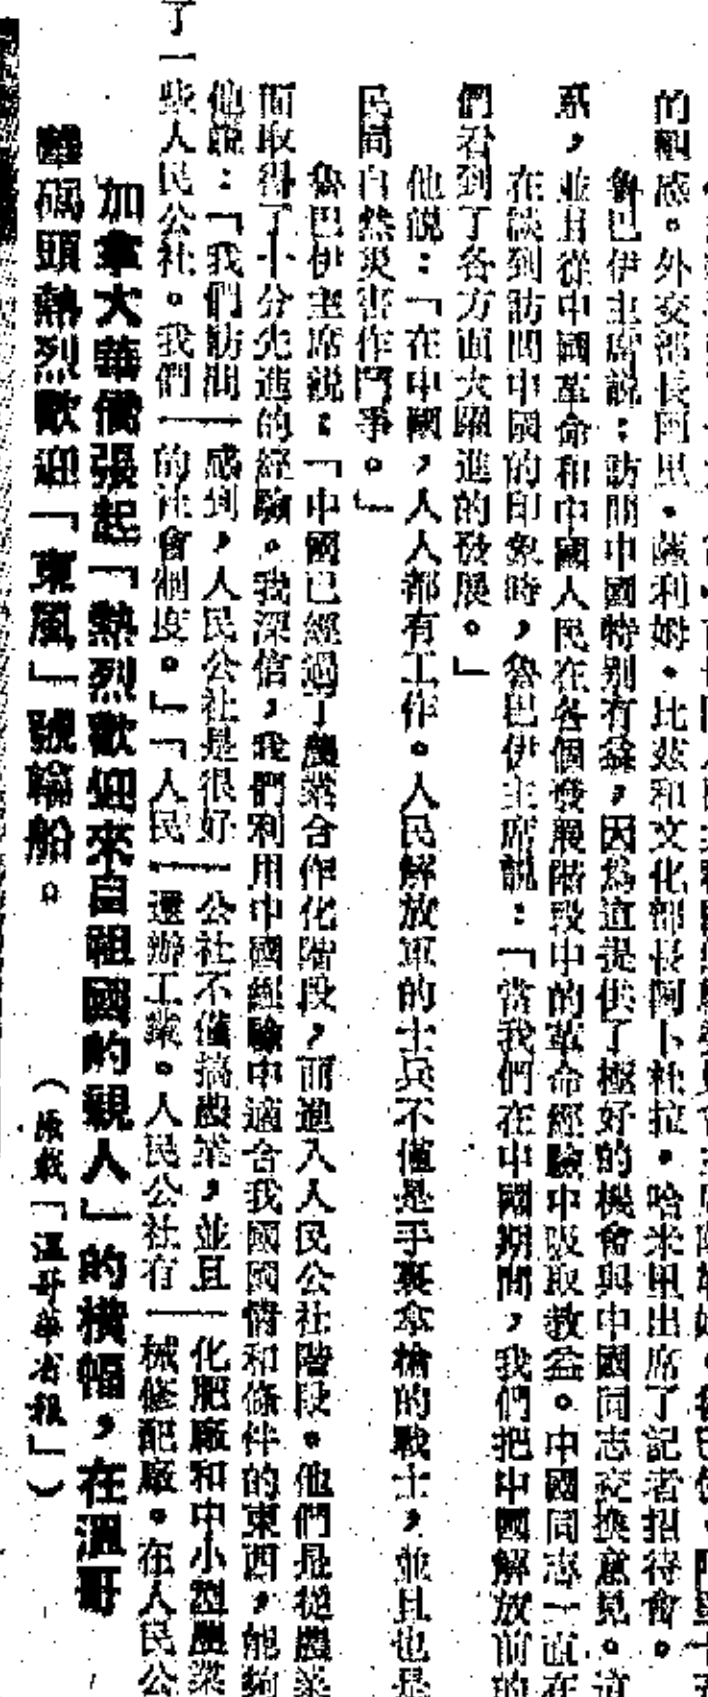 的觀感。外交部長阿里·薩利姆·比茲和文化部長阿卜杜拉·哈米里出席了記者招待會。
魯巴伊主席說:訪問中國特別有益,因爲這提供了極好的機會與中國同志交換意見。這
系,並且從中國革命和中國人民在各個發展階段中的革命經驗中吸取教益。中國同志一直在
在談到訪問中國的印象時,魯巴伊主席說:「當我們在中國期間,我們把中國解放前的
們看到了各方面大躍進的發展。」
他說:「在中國,人人都有工作。人民解放軍的士兵不僅是手裏拿槍的戰士,並且也是
民同自然災害作鬥爭。」
魯巴伊主席說:「中國已經過了農業合作化階段,而進入人民公社階段。他們是從農業
而取得了十分先進的經驗。我深信,我們利用中國經驗中適合我國國情和條件的東西,能夠
他說:「我們訪問
感到,人民公社是很好
公社不僅搞農業,並且
化肥廠和中小型農業
了一些人民公社。我們
的社會制度。」「人民
還辦工業。人民公社有
械修配廠。在人民公
加拿大華僑張起「熱烈歡迎來自祖國的親人」的橫幅,在溫哥
華碼頭熱烈歡迎「東風」號輪船。
(原載「溫哥華省報」)